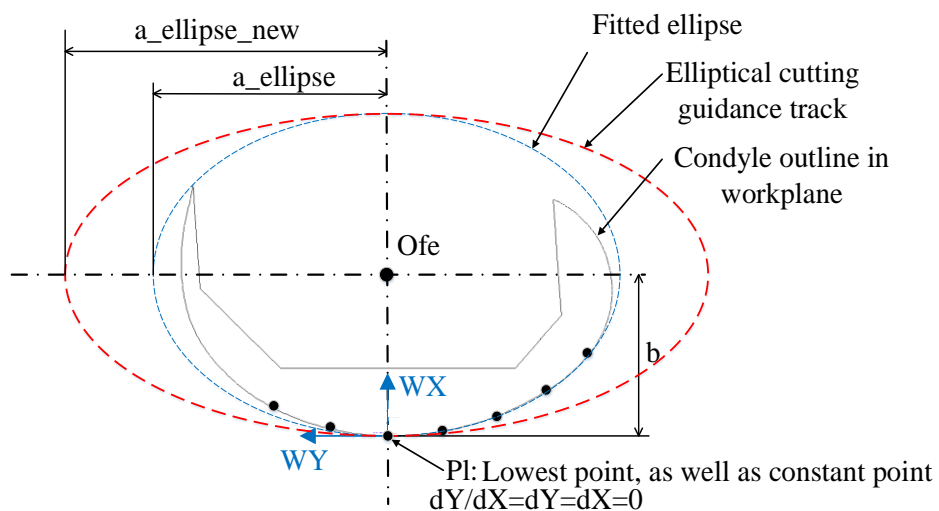 a_ellipse_new
Fitted ellipse
a_ellipse
Elliptical cutting
guidance track
Condyle outline in
workplane
Ofe
b
WX
WY
Pl: Lowest point, as well as constant point
dY/dX=dY=dX=0